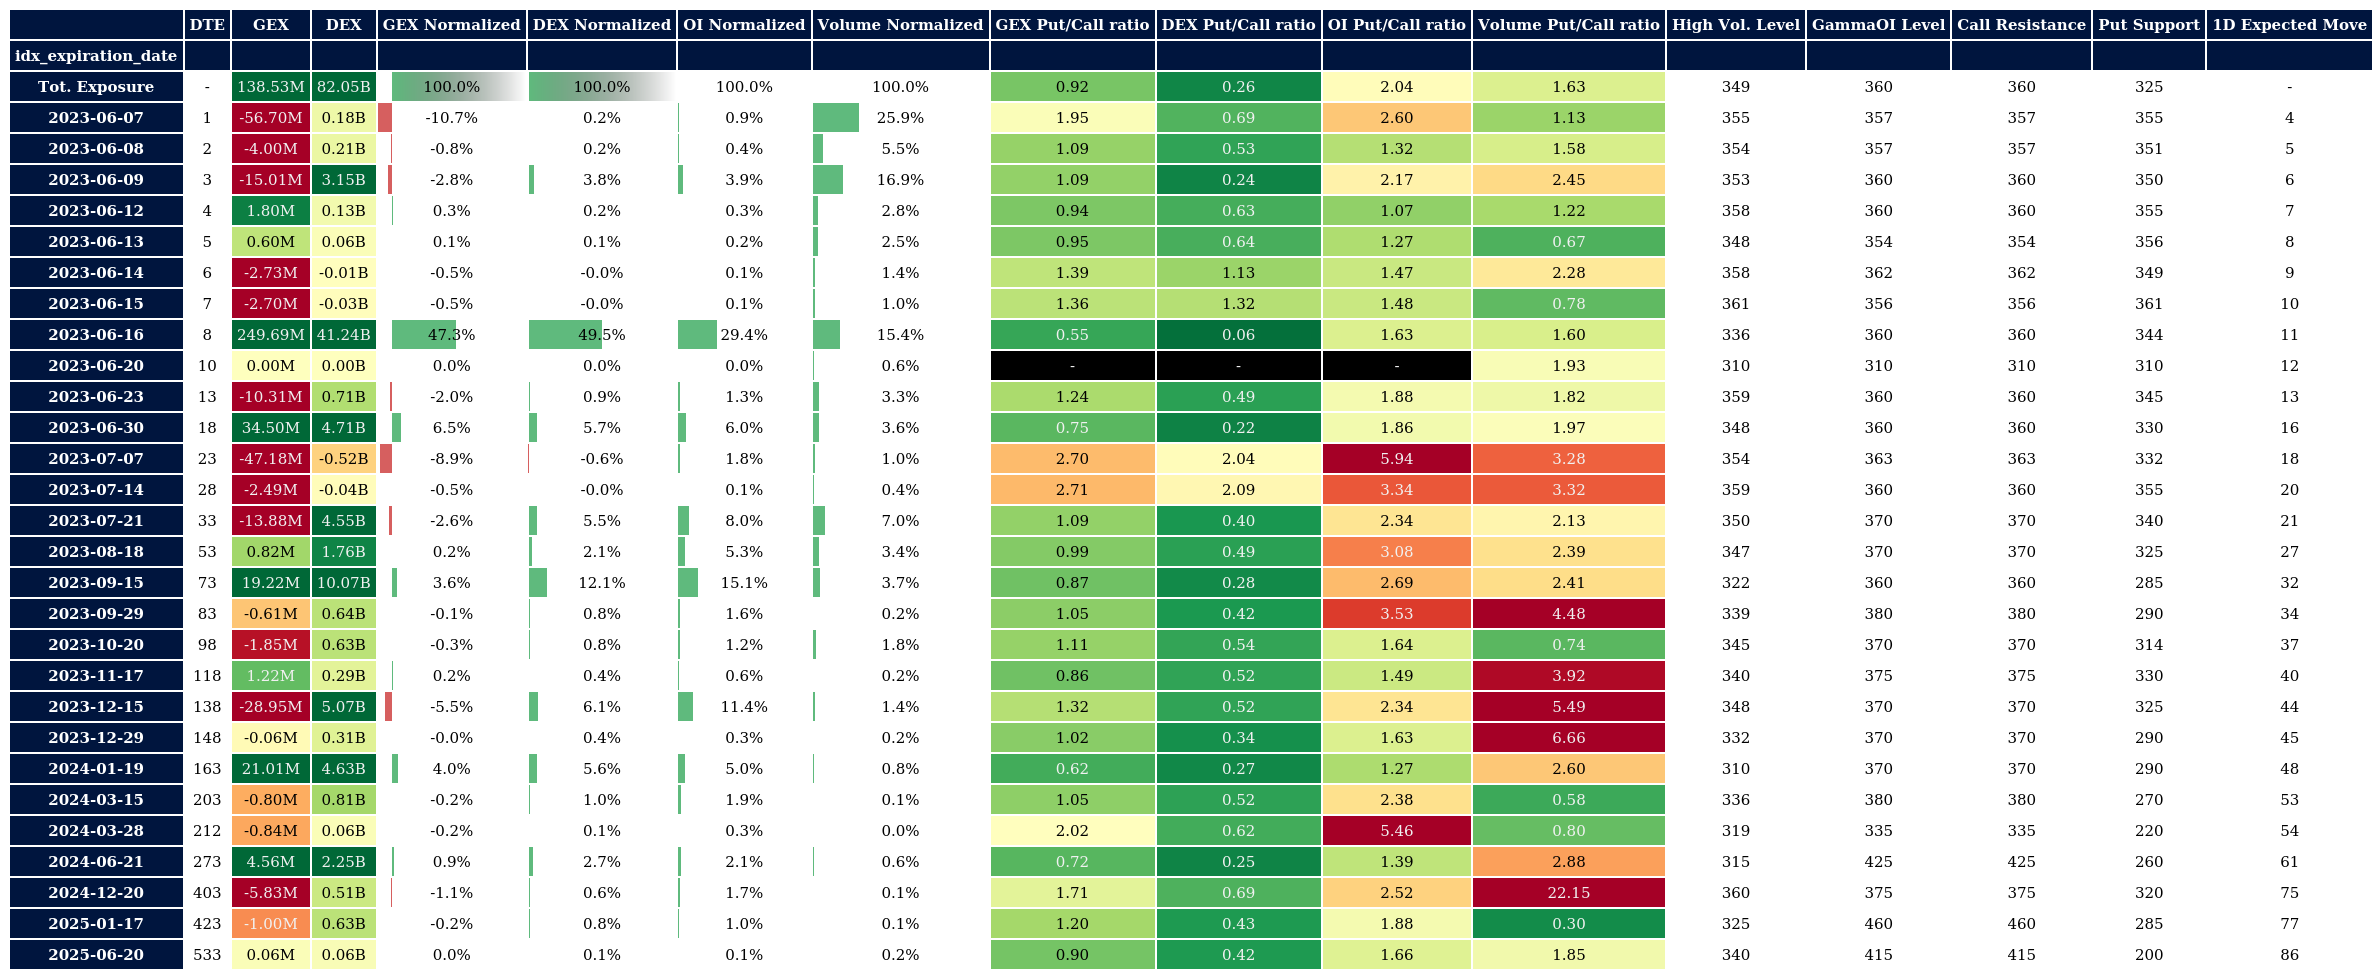 DTE GEX DEX GEX Normalized DEX Normalized OI Normalized Volume Normalized GEX Put/Call ratio DEX Put/Call ratio OI Put/Call ratio Volume Put/Call ratio High Vol. Level GammaOI Level Call Resistance Put Support 1D Expected Move
idx_expiration_date
Tot. Exposure - 138.53M 82.05B 100.0% 100.0% 100.0% 100.0% 0.92 0.26 2.04 1.63 349 360 360 325 -
2023-06-07 1 -56.70M 0.18B -10.7% 0.2% 0.9% 25.9% 1.95 0.69 2.60 1.13 355 357 357 355 4
2023-06-08 2 -4.00M 0.21B -0.8% 0.2% 0.4% 5.5% 1.09 0.53 1.32 1.58 354 357 357 351 5
2023-06-09 3 -15.01M 3.15B -2.8% 3.8% 3.9% 16.9% 1.09 0.24 2.17 2.45 353 360 360 350 6
2023-06-12 4 1.80M 0.13B 0.3% 0.2% 0.3% 2.8% 0.94 0.63 1.07 1.22 358 360 360 355 7
2023-06-13 5 0.60M 0.06B 0.1% 0.1% 0.2% 2.5% 0.95 0.64 1.27 0.67 348 354 354 356 8
2023-06-14 6 -2.73M -0.01B -0.5% -0.0% 0.1% 1.4% 1.39 1.13 1.47 2.28 358 362 362 349 9
2023-06-15 7 -2.70M -0.03B -0.5% -0.0% 0.1% 1.0% 1.36 1.32 1.48 0.78 361 356 356 361 10
2023-06-16 8 249.69M 41.24B 47.3% 49.5% 29.4% 15.4% 0.55 0.06 1.63 1.60 336 360 360 344 11
2023-06-20 10 0.00M 0.00B 0.0% 0.0% 0.0% 0.6% - - - 1.93 310 310 310 310 12
2023-06-23 13 -10.31M 0.71B -2.0% 0.9% 1.3% 3.3% 1.24 0.49 1.88 1.82 359 360 360 345 13
2023-06-30 18 34.50M 4.71B 6.5% 5.7% 6.0% 3.6% 0.75 0.22 1.86 1.97 348 360 360 330 16
2023-07-07 23 -47.18M -0.52B -8.9% -0.6% 1.8% 1.0% 2.70 2.04 5.94 3.28 354 363 363 332 18
2023-07-14 28 -2.49M -0.04B -0.5% -0.0% 0.1% 0.4% 2.71 2.09 3.34 3.32 359 360 360 355 20
2023-07-21 33 -13.88M 4.55B -2.6% 5.5% 8.0% 7.0% 1.09 0.40 2.34 2.13 350 370 370 340 21
2023-08-18 53 0.82M 1.76B 0.2% 2.1% 5.3% 3.4% 0.99 0.49 3.08 2.39 347 370 370 325 27
2023-09-15 73 19.22M 10.07B 3.6% 12.1% 15.1% 3.7% 0.87 0.28 2.69 2.41 322 360 360 285 32
2023-09-29 83 -0.61M 0.64B -0.1% 0.8% 1.6% 0.2% 1.05 0.42 3.53 4.48 339 380 380 290 34
2023-10-20 98 -1.85M 0.63B -0.3% 0.8% 1.2% 1.8% 1.11 0.54 1.64 0.74 345 370 370 314 37
2023-11-17 118 1.22M 0.29B 0.2% 0.4% 0.6% 0.2% 0.86 0.52 1.49 3.92 340 375 375 330 40
2023-12-15 138 -28.95M 5.07B -5.5% 6.1% 11.4% 1.4% 1.32 0.52 2.34 5.49 348 370 370 325 44
2023-12-29 148 -0.06M 0.31B -0.0% 0.4% 0.3% 0.2% 1.02 0.34 1.63 6.66 332 370 370 290 45
2024-01-19 163 21.01M 4.63B 4.0% 5.6% 5.0% 0.8% 0.62 0.27 1.27 2.60 310 370 370 290 48
2024-03-15 203 -0.80M 0.81B -0.2% 1.0% 1.9% 0.1% 1.05 0.52 2.38 0.58 336 380 380 270 53
2024-03-28 212 -0.84M 0.06B -0.2% 0.1% 0.3% 0.0% 2.02 0.62 5.46 0.80 319 335 335 220 54
2024-06-21 273 4.56M 2.25B 0.9% 2.7% 2.1% 0.6% 0.72 0.25 1.39 2.88 315 425 425 260 61
2024-12-20 403 -5.83M 0.51B -1.1% 0.6% 1.7% 0.1% 1.71 0.69 2.52 22.15 360 375 375 320 75
2025-01-17 423 -1.00M 0.63B -0.2% 0.8% 1.0% 0.1% 1.20 0.43 1.88 0.30 325 460 460 285 77
2025-06-20 533 0.06M 0.06B 0.0% 0.1% 0.1% 0.2% 0.90 0.42 1.66 1.85 340 415 415 200 86